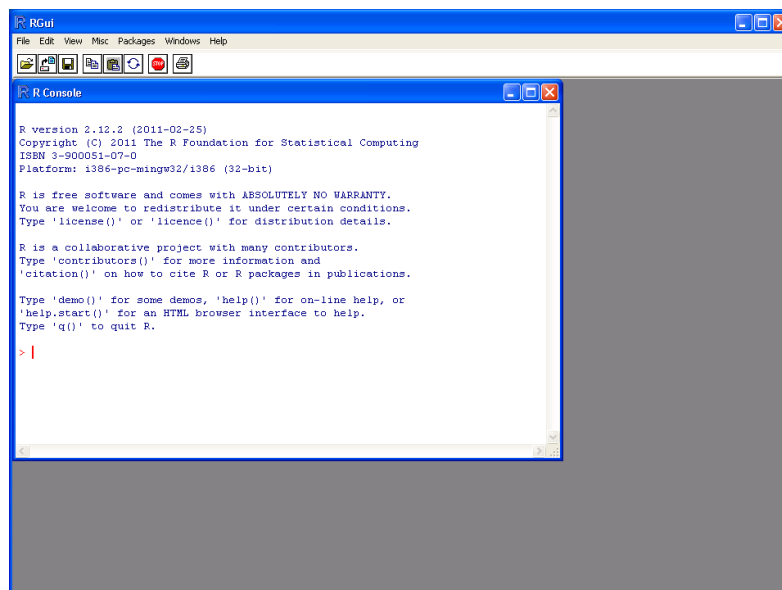 RGui
File Edit View Misc Packages Windows Help
STOP
R Console
R version 2.12.2 (2011-02-25)
Copyright (C) 2011 The R Foundation for Statistical Computing
ISBN 3-900051-07-0
Platform: i386-pc-mingw32/i386 (32-bit)
R is free software and comes with ABSOLUTELY NO WARRANTY.
You are welcome to redistribute it under certain conditions.
Type 'license()' or 'licence()' for distribution details.
R is a collaborative project with many contributors.
Type 'contributors()' for more information and
'citation()' on how to cite R or R packages in publications.
Type 'demo()' for some demos, 'help()' for on-line help, or
'help.start()' for an HTML browser interface to help.
Type 'q()' to quit R.
>